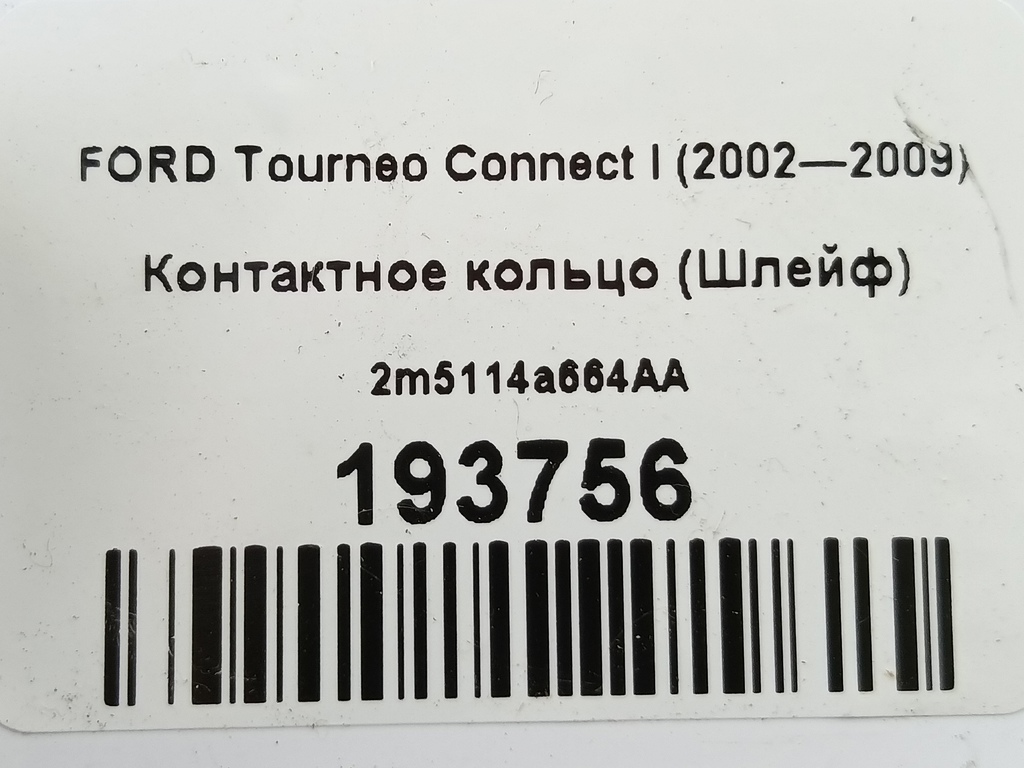 FORD Tourneo Connect I (2002—2009)
Контактное кольцо (Шлейф)
2m5114a664AA
193756